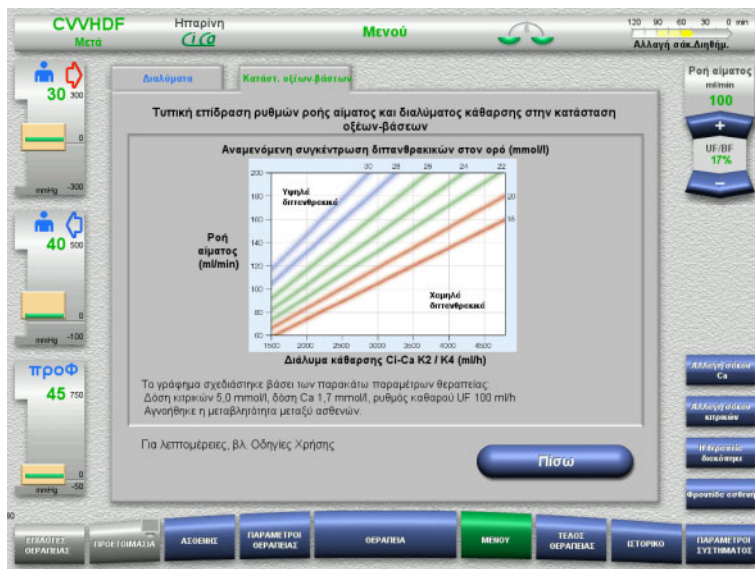 CVVHDF
Μετά
Ηπαρίνη
Ci Ca
Μενού
120 90 60 30 0 min
Αλλαγή σάκ.Διηθήμ.
30 300
0
mmHg -300
40 500
0
mmHg -100
προΦ
45 750
0
mmHg -50
Διαλύματα
Κατάστ. οξέων-βάσεων
Τυπική επίδραση ρυθμών ροής αίματος και διαλύματος κάθαρσης στην κατάσταση
οξέων-βάσεων
Αναμενόμενη συγκέντρωση διττανθρακικών στον ορό (mmol/l)
30 28 26 24 22
20
18
200
180
160
140
120
100
80
60
Υψηλά
διττανθρακικά
Χαμηλά
διττανθρακικά
Ροή
αίματος
(ml/min)
1500 2000 2500 3000 3500 4000 4500
Διάλυμα κάθαρσης Ci-Ca K2 / K4 (ml/h)
Το γράφημα σχεδιάστηκε βάσει των παρακάτω παραμέτρων θεραπείας:
Δόση κιτρικών 5,0 mmol/l, δόση Ca 1,7 mmol/l, ρυθμός καθαρού UF 100 ml/h
Αγνοήθηκε η μεταβλητότητα μεταξύ ασθενών.
Για λεπτομέρειες, βλ. Οδηγίες Χρήσης
Πίσω
Ροή αίματος
ml/min
100
+
UF/BF
17%
−
Αλλαγή σάκου
Ca
Αλλαγή σάκου
κιτρικών
Η θεραπεία
διακόπηκε
Φροντίδα ασθενή
ΕΠΙΛΟΓΕΣ
ΘΕΡΑΠΕΙΑΣ
ΠΡΟΕΤΟΙΜΑΣΙΑ
ΑΣΘΕΝΗΣ
ΠΑΡΑΜΕΤΡΟΙ
ΘΕΡΑΠΕΙΑΣ
ΘΕΡΑΠΕΙΑ
ΜΕΝΟΥ
ΤΕΛΟΣ
ΘΕΡΑΠΕΙΑΣ
ΙΣΤΟΡΙΚΟ
ΠΑΡΑΜΕΤΡΟΙ
ΣΥΣΤΗΜΑΤΟΣ